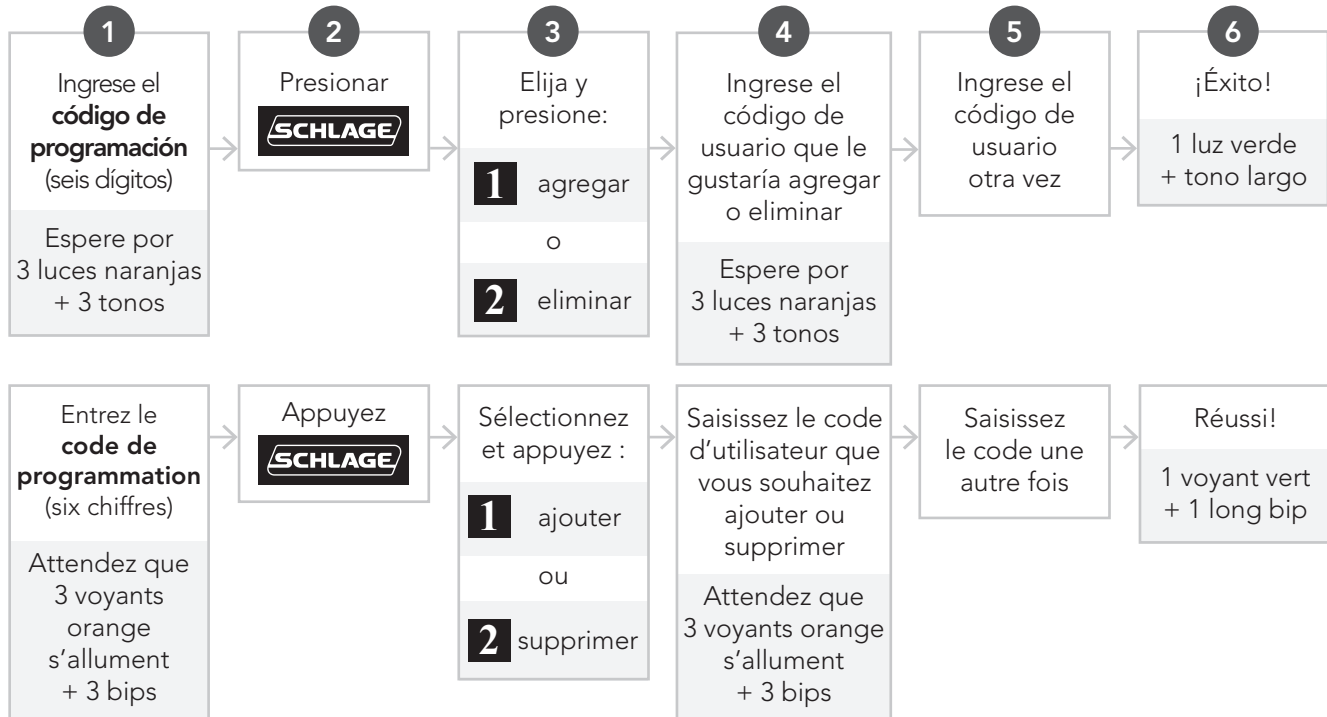 1
Ingrese el
código de
programación
(seis dígitos)
Espere por
3 luces naranjas
+ 3 tonos
2
Presionar
SCHLAGE
3
Elija y
presione:
1 agregar
o
2 eliminar
4
Ingrese el
código de
usuario que le
gustaría agregar
o eliminar
Espere por
3 luces naranjas
+ 3 tonos
5
Ingrese el
código de
usuario
otra vez
6
¡Éxito!
1 luz verde
+ tono largo
Entrez le
code de
programmation
(six chiffres)
Attendez que
3 voyants
orange
s’allument
+ 3 bips
Appuyez
SCHLAGE
Sélectionnez
et appuyez :
1 ajouter
ou
2 supprimer
Saisissez le code
d’utilisateur que
vous souhaitez
ajouter ou
supprimer
Attendez que
3 voyants orange
s’allument
+ 3 bips
Saisissez
le code une
autre fois
Réussi!
1 voyant vert
+ 1 long bip